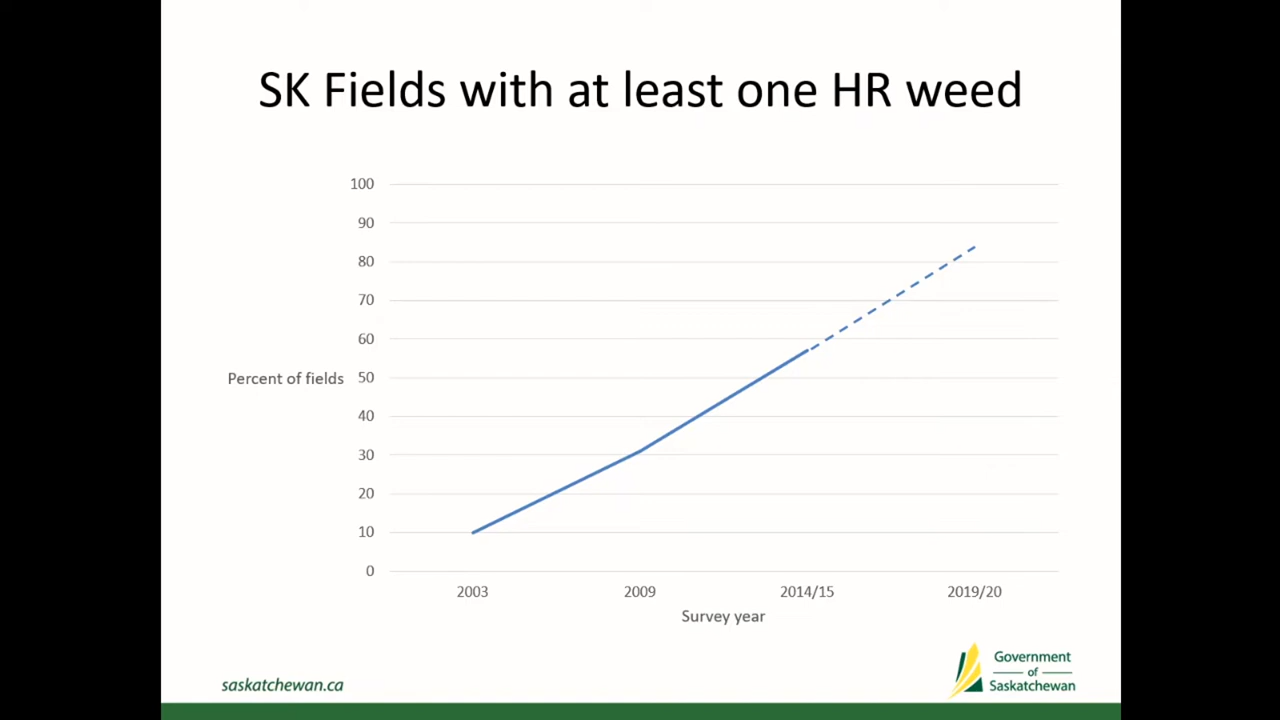 SK Fields with at least one HR weed
100
90
80
70
60
Percent of fields 50
40
30
20
10
0
2003 2009 2014/15 2019/20
Survey year
saskatchewan.ca
Government
of
Saskatchewan